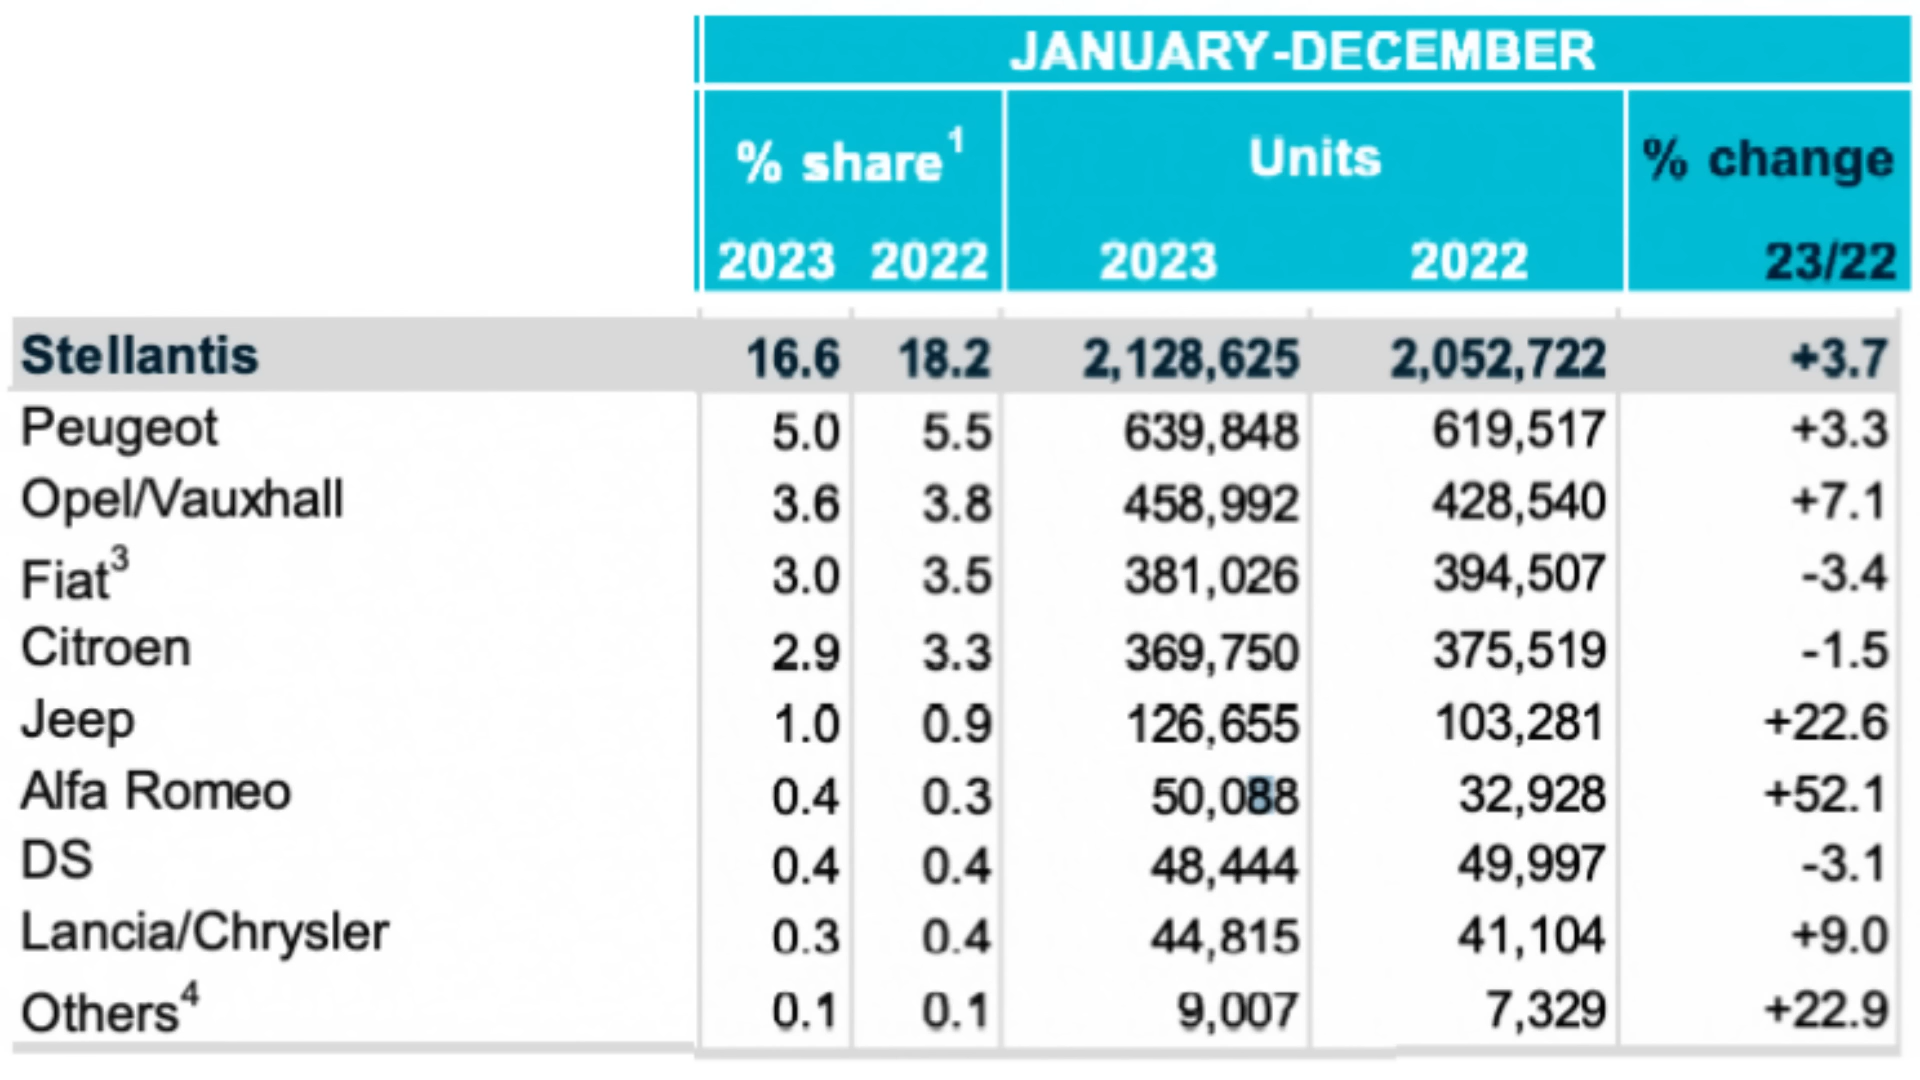 JANUARY-DECEMBER
% share¹ Units % change
2023 2022 2023 2022 23/22
Stellantis 16.6 18.2 2,128,625 2,052,722 +3.7
Peugeot 5.0 5.5 639,848 619,517 +3.3
Opel/Vauxhall 3.6 3.8 458,992 428,540 +7.1
Fiat³ 3.0 3.5 381,026 394,507 -3.4
Citroen 2.9 3.3 369,750 375,519 -1.5
Jeep 1.0 0.9 126,655 103,281 +22.6
Alfa Romeo 0.4 0.3 50,088 32,928 +52.1
DS 0.4 0.4 48,444 49,997 -3.1
Lancia/Chrysler 0.3 0.4 44,815 41,104 +9.0
Others⁴ 0.1 0.1 9,007 7,329 +22.9